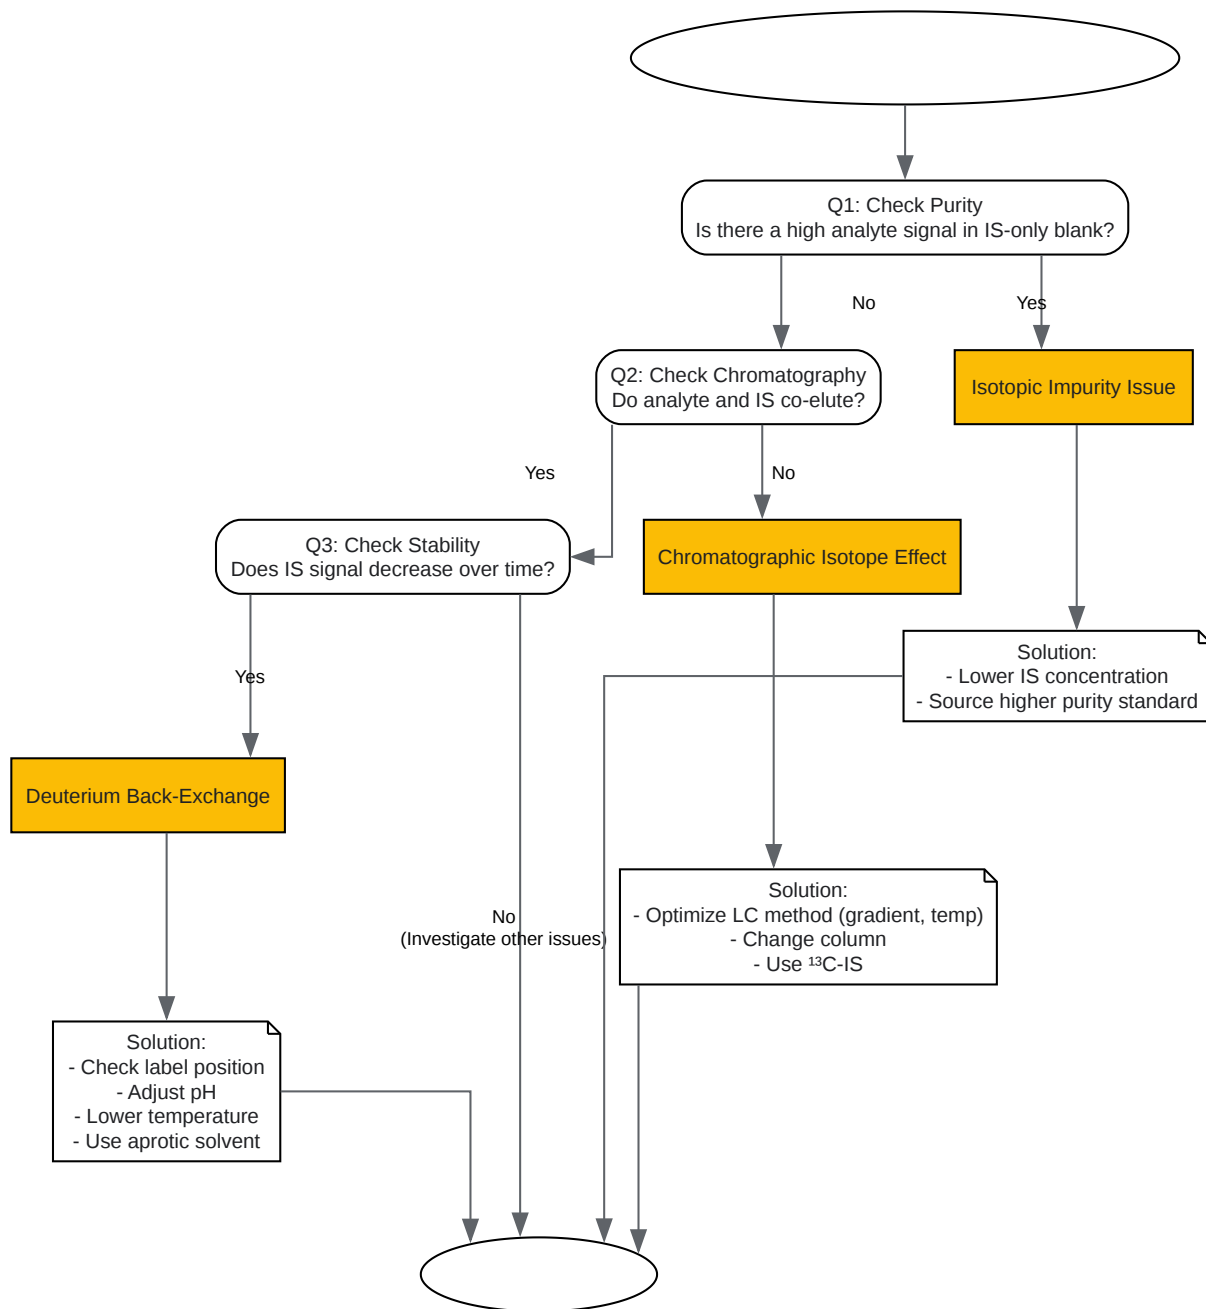 Q1: Check Purity
Is there a high analyte signal in IS-only blank?
No
Yes
Q2: Check Chromatography
Do analyte and IS co-elute?
Isotopic Impurity Issue
Yes
No
Q3: Check Stability
Does IS signal decrease over time?
Chromatographic Isotope Effect
Solution:
- Lower IS concentration
- Source higher purity standard
Yes
Deuterium Back-Exchange
No
(Investigate other issues)
Solution:
- Optimize LC method (gradient, temp)
- Change column
- Use ¹³C-IS
Solution:
- Check label position
- Adjust pH
- Lower temperature
- Use aprotic solvent